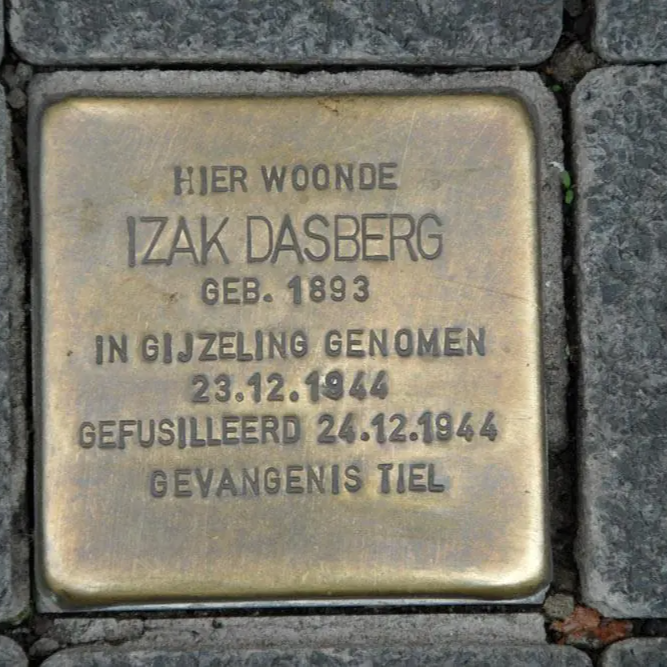 HIER WOONDE
IZAK DASBERG
GEB. 1893
IN GIJZELING GENOMEN
23.12.1944
GEFUSILLEERD 24.12.1944
GEVANGENIS TIEL